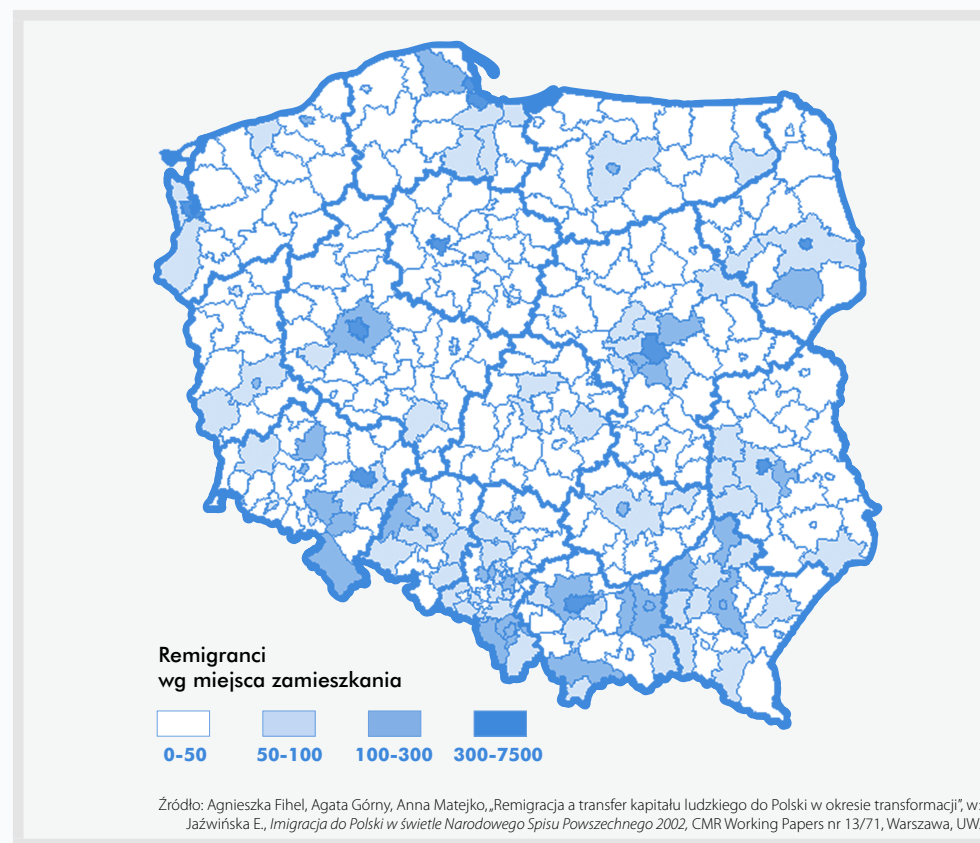 Remigranci
wg miejsca zamieszkania
0-50 50-100 100-300 300-7500
Źródło: Agnieszka Fihel, Agata Górny, Anna Matejko, „Remigracja a transfer kapitału ludzkiego do Polski w okresie transformacji”, w:
Jaźwińska E., Imigracja do Polski w świetle Narodowego Spisu Powszechnego 2002, CMR Working Papers nr 13/71, Warszawa, UW.